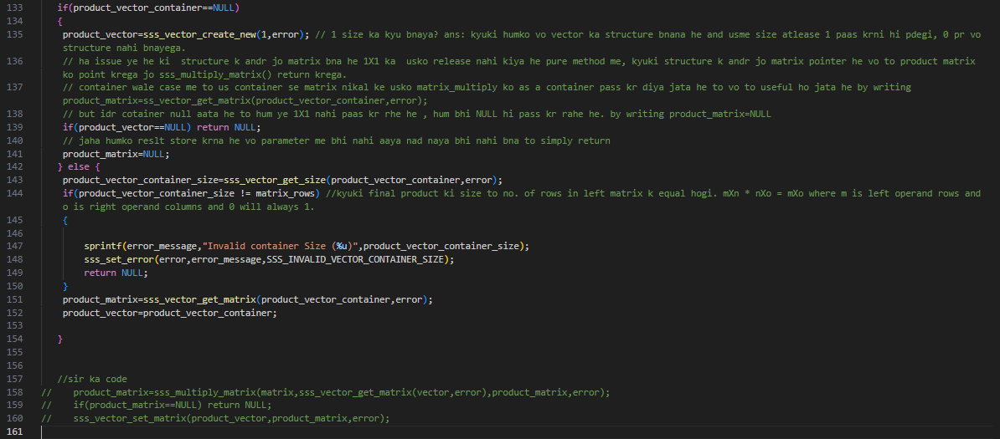 133 if(product_vector_container==NULL)
134 {
135 product_vector=sss_vector_create_new(1,error); // 1 size ka kyu bnaya? ans: kyuki humko vo vector ka structure bnana he and usme size atlease 1 paas krni hi pdegi, 0 pr vo
structure nahi bnayega.
136 // ha issue ye he ki  structure k andr jo matrix bna he 1X1 ka  usko release nahi kiya he pure method me, kyuki structure k andr jo matrix pointer he vo to product matrix
ko point krega jo sss_multiply_matrix() return krega.
137 // container wale case me to us container se matrix nikal ke usko matrix_multiply ko as a container pass kr diya jata he to vo to useful ho jata he by writing
product_matrix=ss_vector_get_matrix(product_vector_container,error);
138 // but idr cotainer null aata he to hum ye 1X1 nahi paas kr rhe he , hum bhi NULL hi pass kr rahe he. by writing product_matrix=NULL
139 if(product_vector==NULL) return NULL;
140 // jaha humko reslt store krna he vo parameter me bhi nahi aaya nad naya bhi nahi bna to simply return
141 product_matrix=NULL;
142 } else {
143 product_vector_container_size=sss_vector_get_size(product_vector_container,error);
144 if(product_vector_container_size != matrix_rows) //kyuki final product ki size to no. of rows in left matrix k equal hogi. mXn * nXo = mXo where m is left operand rows and
o is right operand columns and 0 will always 1.
145 {
146
147 sprintf(error_message,"Invalid container Size (%u)",product_vector_container_size);
148 sss_set_error(error,error_message,SSS_INVALID_VECTOR_CONTAINER_SIZE);
149 return NULL;
150 }
151 product_matrix=sss_vector_get_matrix(product_vector_container,error);
152 product_vector=product_vector_container;
153
154 }
155
156
157 //sir ka code
158 // product_matrix=sss_multiply_matrix(matrix,sss_vector_get_matrix(vector,error),product_matrix,error);
159 // if(product_matrix==NULL) return NULL;
160 // sss_vector_set_matrix(product_vector,product_matrix,error);
161